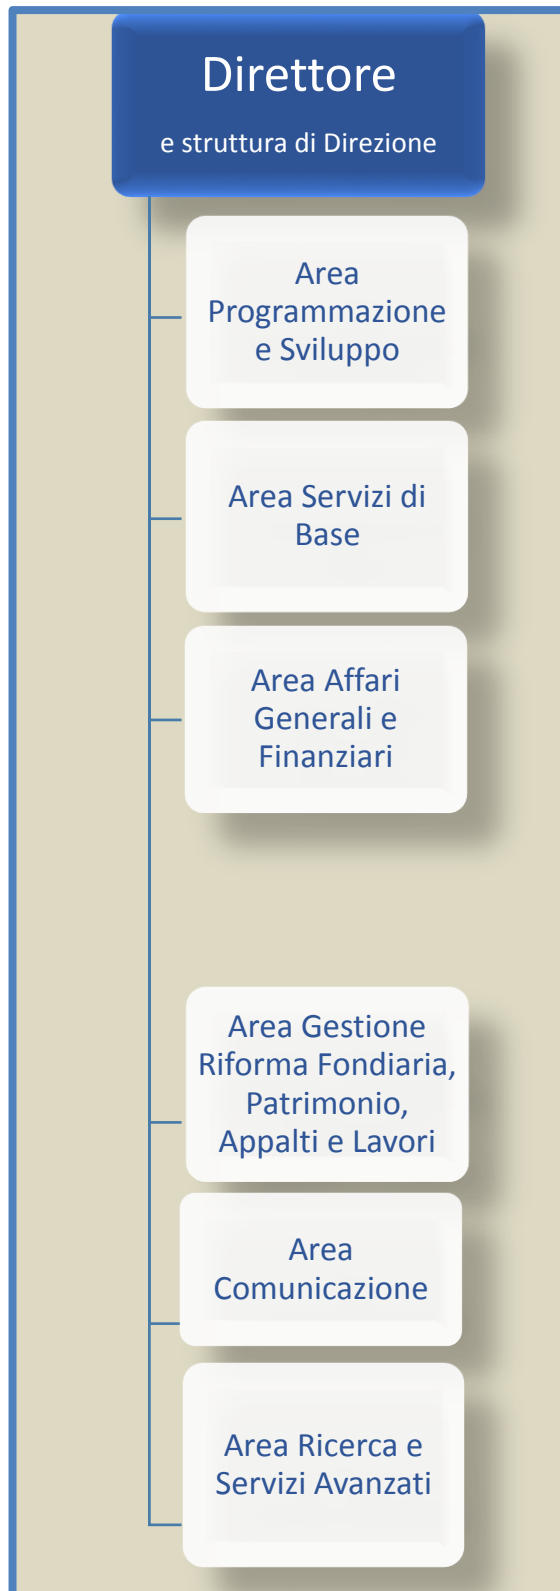 Direttore
e struttura di Direzione
Area
Programmazione
e Sviluppo
Area Servizi di
Base
Area Affari
Generali e
Finanziari
Area Gestione
Riforma Fondiaria,
Patrimonio,
Appalti e Lavori
Area
Comunicazione
Area Ricerca e
Servizi Avanzati